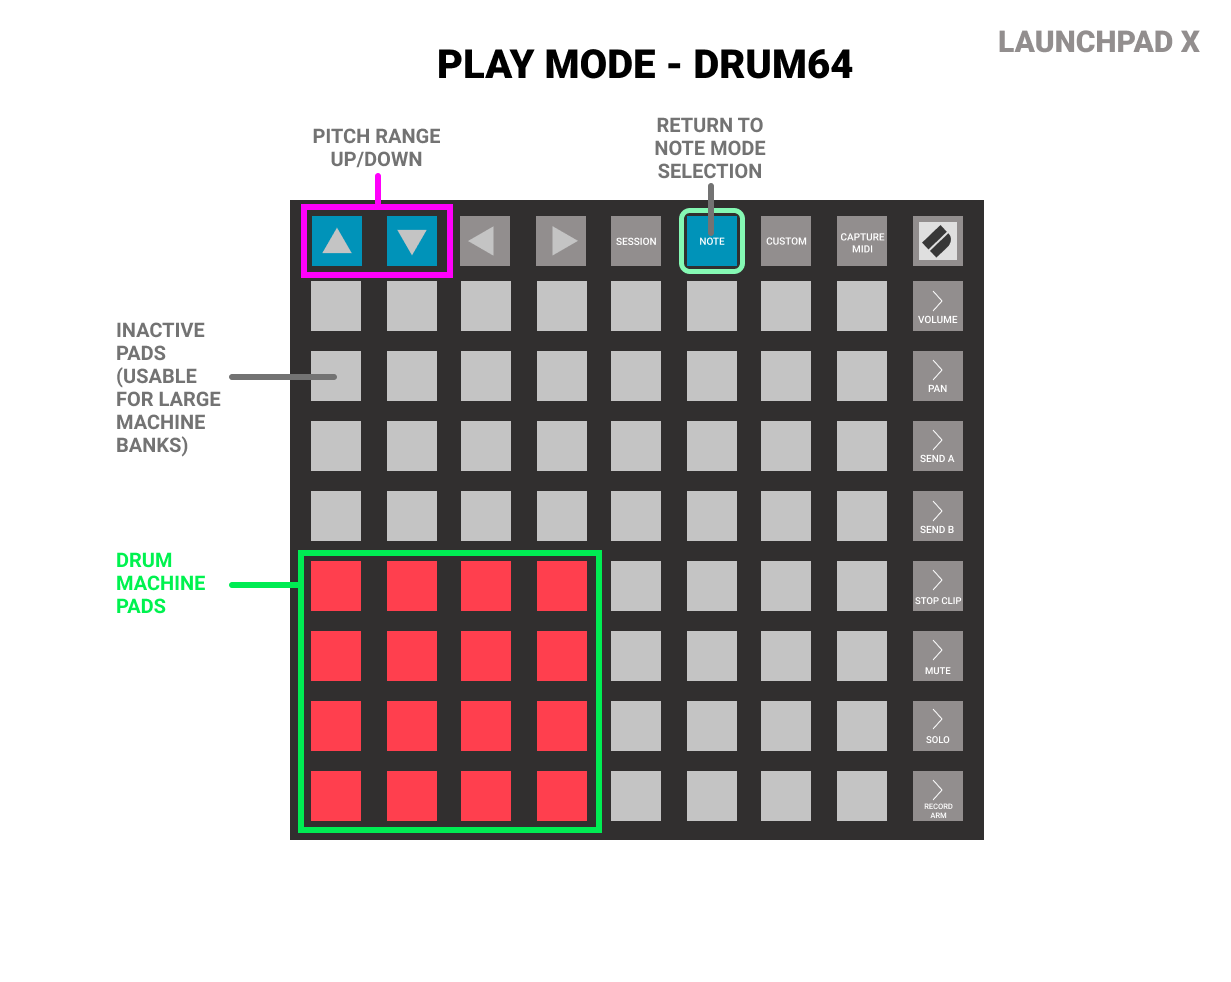 LAUNCHPAD X
PLAY MODE - DRUM64
PITCH RANGE
UP/DOWN
RETURN TO
NOTE MODE
SELECTION
SESSION
NOTE
CUSTOM
CAPTURE
MIDI
VOLUME
INACTIVE
PADS
(USABLE
FOR LARGE
MACHINE
BANKS)
PAN
SEND A
SEND B
DRUM
MACHINE
PADS
STOP CLIP
MUTE
SOLO
RECORD
ARM